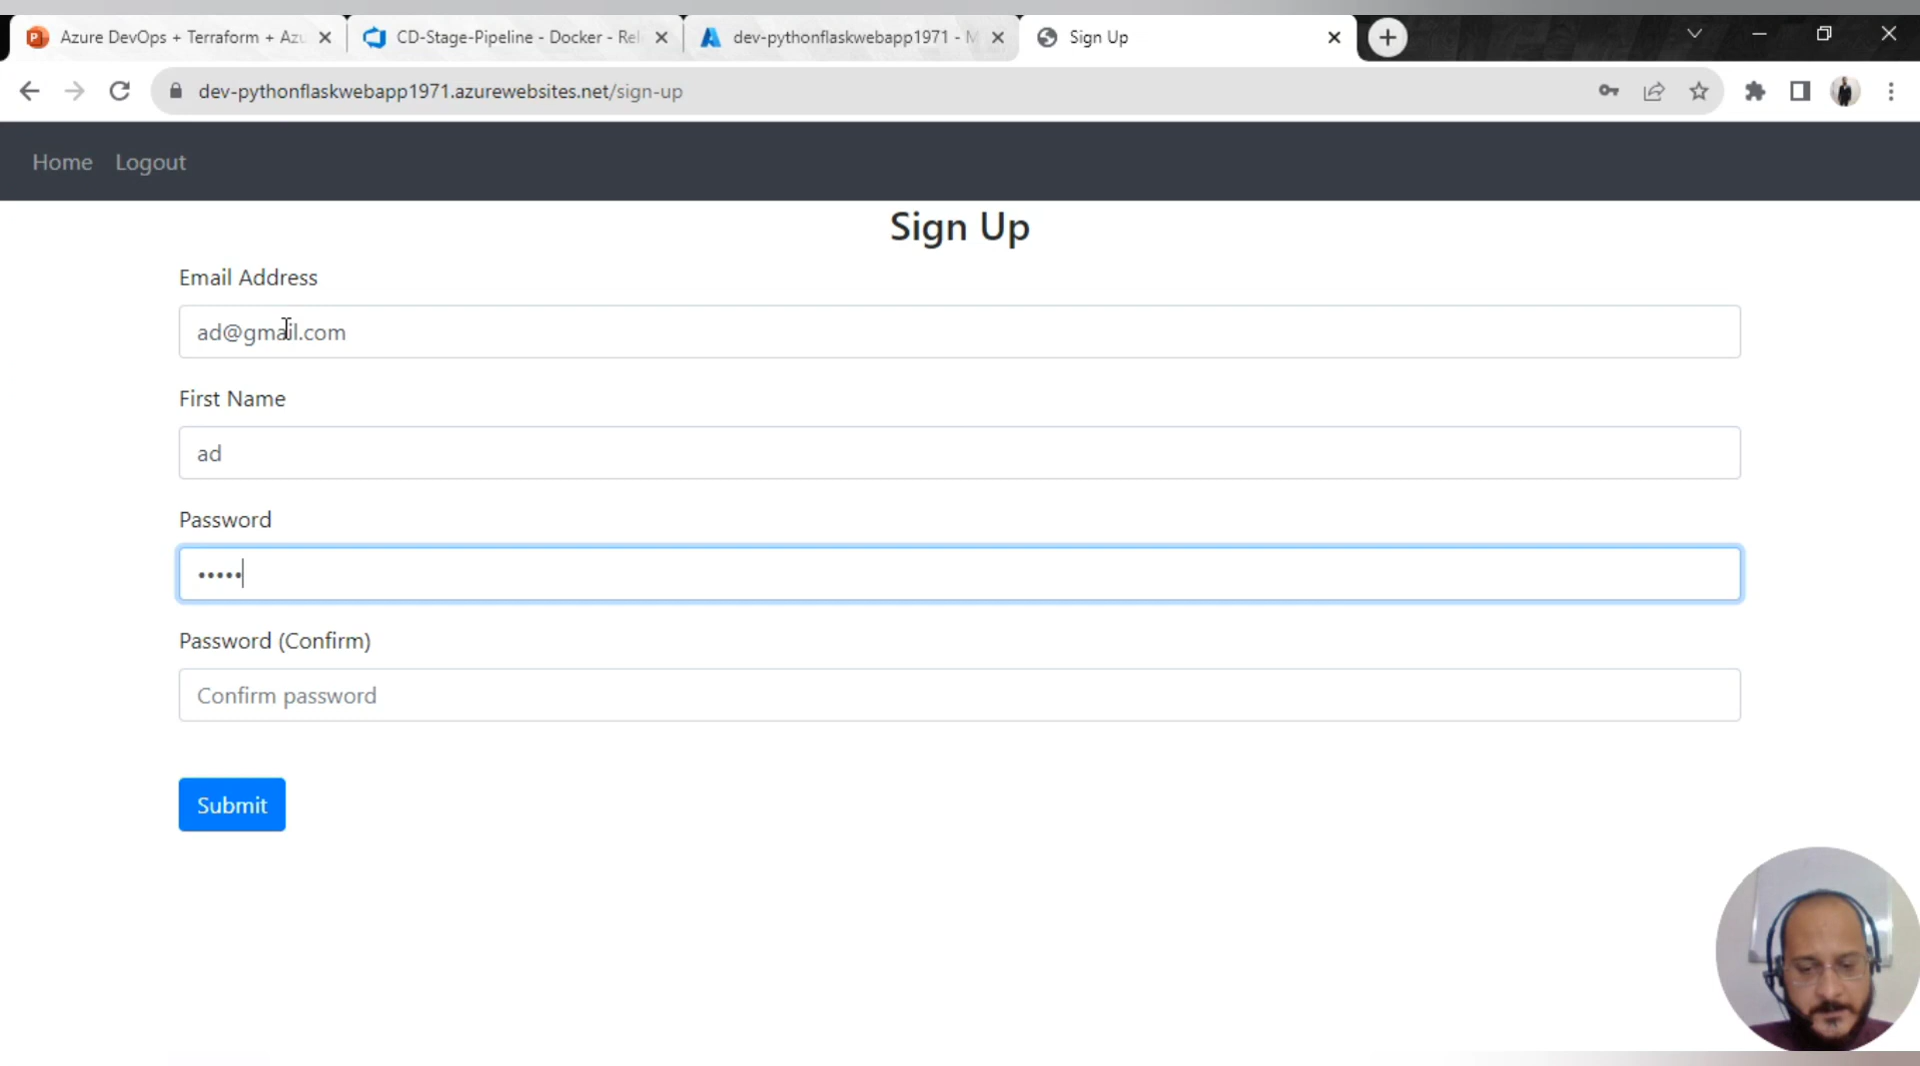 Azure DevOps + Terraform + Azu
CD-Stage-Pipeline - Docker - Rel
dev-pythonflaskwebapp1971 - M
Sign Up
dev-pythonflaskwebapp1971.azurewebsites.net/sign-up
Home Logout
Sign Up
Email Address
ad@gmail.com
First Name
ad
Password
•••••
Password (Confirm)
Confirm password
Submit